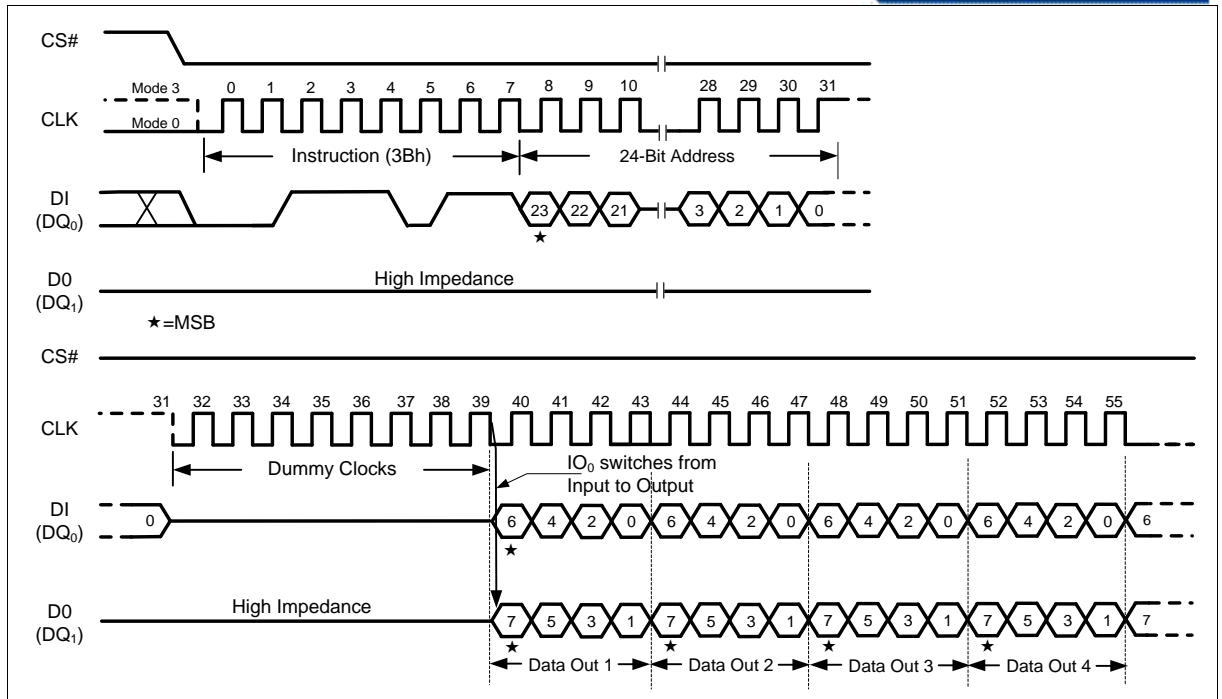 CS#
Mode 3 0 1 2 3 4 5 6 7 8 9 10 28 29 30 31
CLK
Mode 0
Instruction (3Bh) 24-Bit Address
DI
(DQ₀)
23 22 21 3 2 1 0
★
D0
(DQ₁)
High Impedance
★=MSB
CS#
31 32 33 34 35 36 37 38 39 40 41 42 43 44 45 46 47 48 49 50 51 52 53 54 55
CLK
Dummy Clocks
IO₀ switches from
Input to Output
DI
(DQ₀)
0 6 4 2 0 6 4 2 0 6 4 2 0 6 4 2 0 6
★
D0
(DQ₁)
High Impedance
7 5 3 1 7 5 3 1 7 5 3 1 7 5 3 1 7
★ ★ ★ ★
Data Out 1 Data Out 2 Data Out 3 Data Out 4